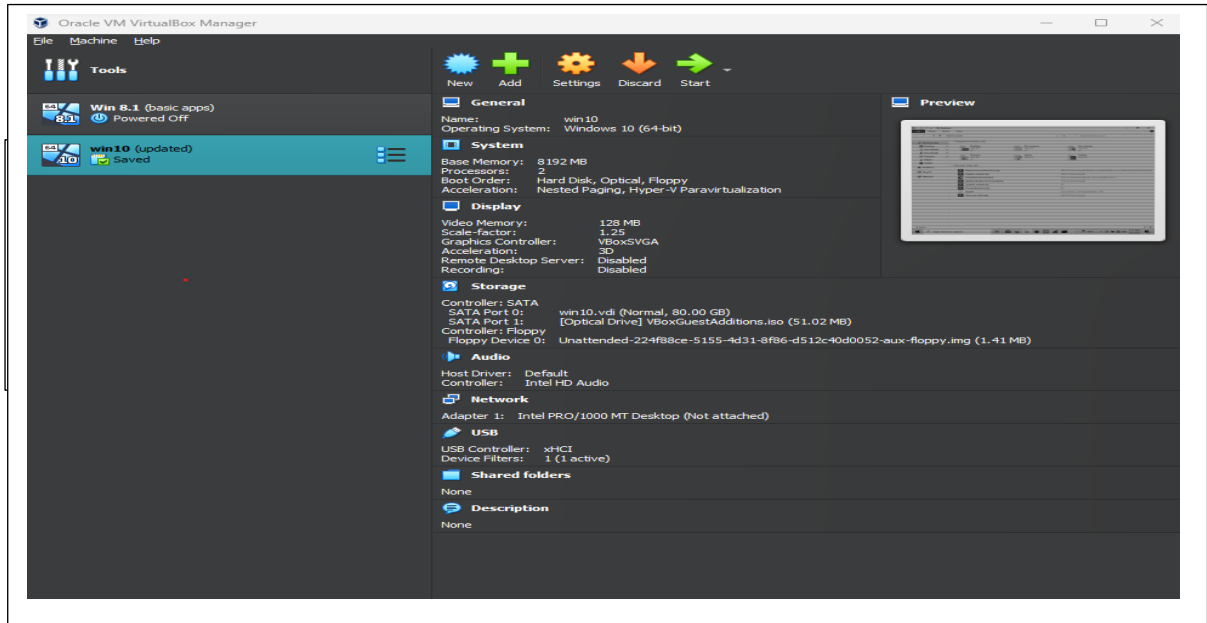 Oracle VM VirtualBox Manager
File Machine Help
Tools
New Add Settings Discard Start
64 8.1 Win 8.1 (basic apps)
Powered Off
64 10 win10 (updated)
Saved
General
Name: win10
Operating System: Windows 10 (64-bit)
System
Base Memory: 8192 MB
Processors: 2
Boot Order: Hard Disk, Optical, Floppy
Acceleration: Nested Paging, Hyper-V Paravirtualization
Display
Video Memory: 128 MB
Scale-factor: 1.25
Graphics Controller: VBoxSVGA
Acceleration: 3D
Remote Desktop Server: Disabled
Recording: Disabled
Storage
Controller: SATA
SATA Port 0: win10.vdi (Normal, 80.00 GB)
SATA Port 1: [Optical Drive] VBoxGuestAdditions.iso (51.02 MB)
Controller: Floppy
Floppy Device 0: Unattended-224f88ce-5155-4d31-8f86-d512c40d0052-aux-floppy.img (1.41 MB)
Audio
Host Driver: Default
Controller: Intel HD Audio
Network
Adapter 1: Intel PRO/1000 MT Desktop (Not attached)
USB
USB Controller: xHCI
Device Filters: 1 (1 active)
Shared folders
None
Description
None
Preview